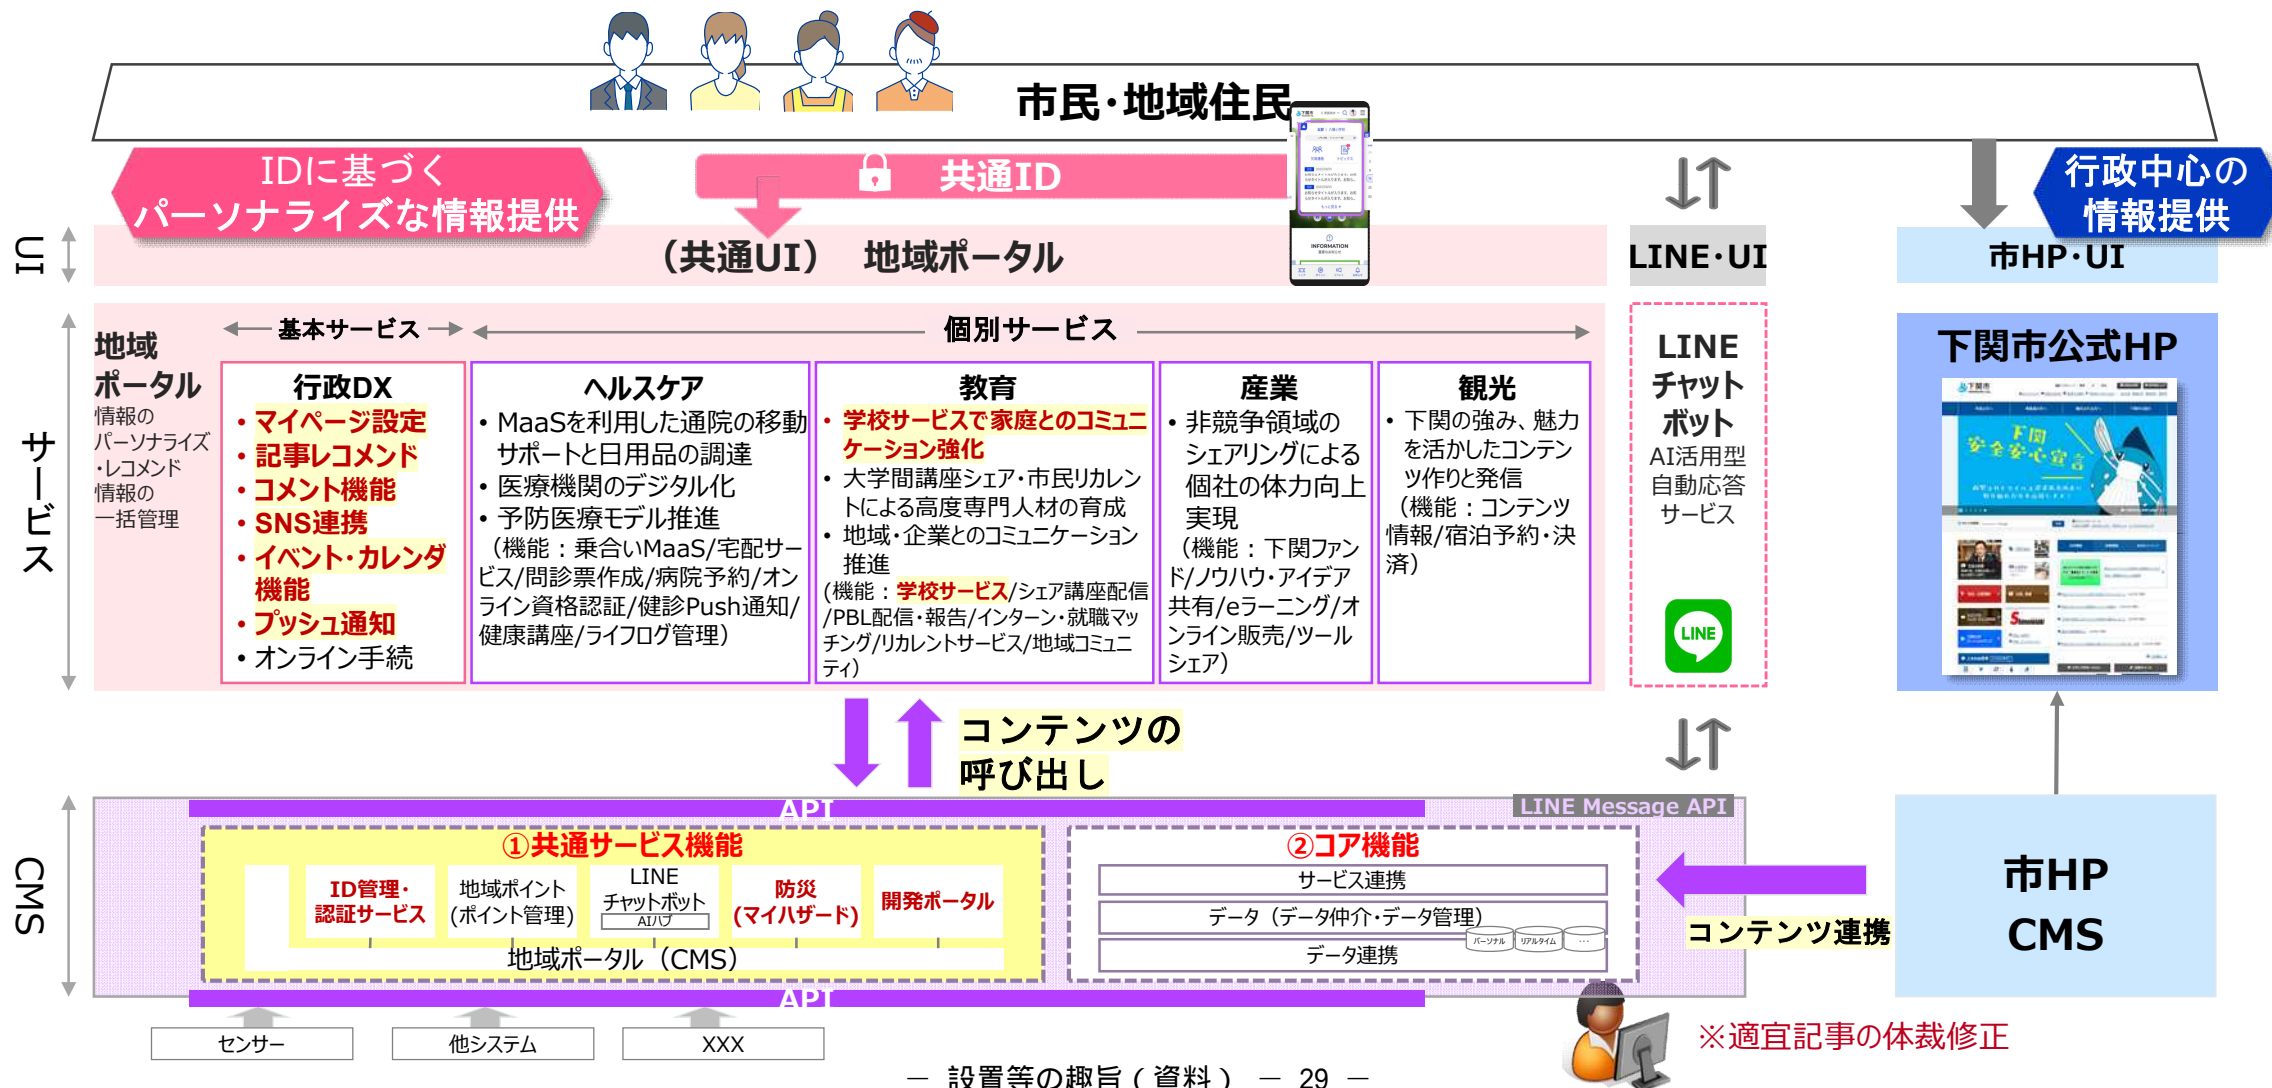 市民・地域住民
IDに基づく
パーソナライズな情報提供
共通ID
行政中心の
情報提供
UI
（共通UI） 地域ポータル
INFORMATION
LINE・UI
市HP・UI
サービス
地域
ポータル
情報の
パーソナライズ
・レコメンド
情報の
一括管理
基本サービス
個別サービス
行政DX
・マイページ設定
・記事レコメンド
・コメント機能
・SNS連携
・イベント・カレンダ
機能
・プッシュ通知
・オンライン手続
ヘルスケア
・MaaSを利用した通院の移動
サポートと日用品の調達
・医療機関のデジタル化
・予防医療モデル推進
（機能：乗合いMaaS/宅配サー
ビス/問診票作成/病院予約/オン
ライン資格認証/健診Push通知/
健康講座/ライフログ管理）
教育
・学校サービスで家庭とのコミュニ
ケーション強化
・大学間講座シェア・市民リカレン
トによる高度専門人材の育成
・地域・企業とのコミュニケーション
推進
(機能：学校サービス/シェア講座配信
/PBL配信・報告/インターン・就職マッ
チング/リカレントサービス/地域コミュニ
ティ）
産業
・非競争領域の
シェアリングによる
個社の体力向上
実現
（機能：下関ファン
ド/ノウハウ・アイデア
共有/eラーニング/オ
ンライン販売/ツール
シェア）
観光
・下関の強み、魅力
を活かしたコンテン
ツ作りと発信
（機能：コンテンツ
情報/宿泊予約・決
済）
LINE
チャット
ボット
AI活用型
自動応答
サービス
LINE
下関市公式HP
下関市
下関
安全安心宣言
コンテンツの
呼び出し
CMS
API
LINE Message API
①共通サービス機能
ID管理・
認証サービス
地域ポイント
(ポイント管理)
LINE
チャットボット
AIハブ
防災
(マイハザード)
開発ポータル
地域ポータル（CMS）
②コア機能
サービス連携
データ（データ仲介・データ管理）
パーソナル
リアルタイム
…
データ連携
コンテンツ連携
市HP
CMS
API
センサー
他システム
XXX
※適宜記事の体裁修正
－ 設置等の趣旨（資料） － 29 －